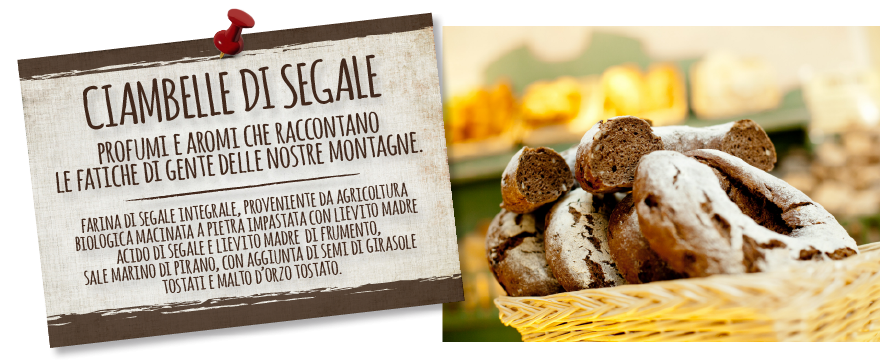 CIAMBELLE DI SEGALE
PROFUMI E AROMI CHE RACCONTANO
LE FATICHE DI GENTE DELLE NOSTRE MONTAGNE.
FARINA DI SEGALE INTEGRALE, PROVENIENTE DA AGRICOLTURA
BIOLOGICA MACINATA A PIETRA IMPASTATA CON LIEVITO MADRE
ACIDO DI SEGALE E LIEVITO MADRE DI FRUMENTO,
SALE MARINO DI PIRANO, CON AGGIUNTA DI SEMI DI GIRASOLE
TOSTATI E MALTO D'ORZO TOSTATO.